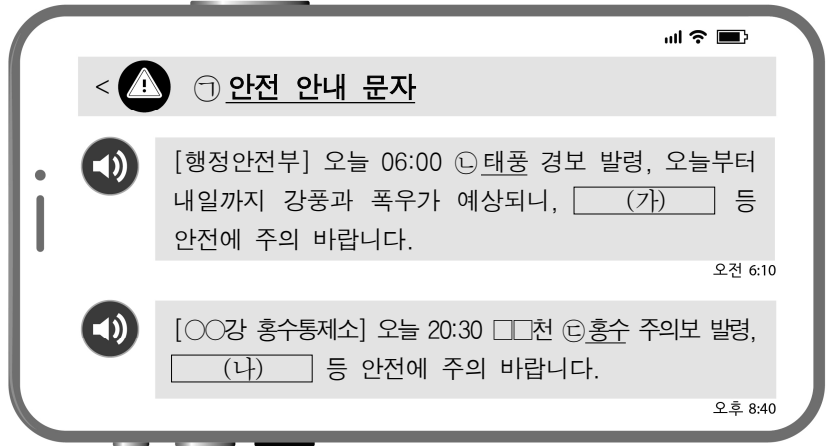 < ㉠ 안전 안내 문자
[행정안전부] 오늘 06:00 ㉡ 태풍 경보 발령, 오늘부터
내일까지 강풍과 폭우가 예상되니, (가) 등
안전에 주의 바랍니다.
오전 6:10
[○○강 홍수통제소] 오늘 20:30 □□천 ㉢ 홍수 주의보 발령,
(나) 등 안전에 주의 바랍니다.
오후 8:40